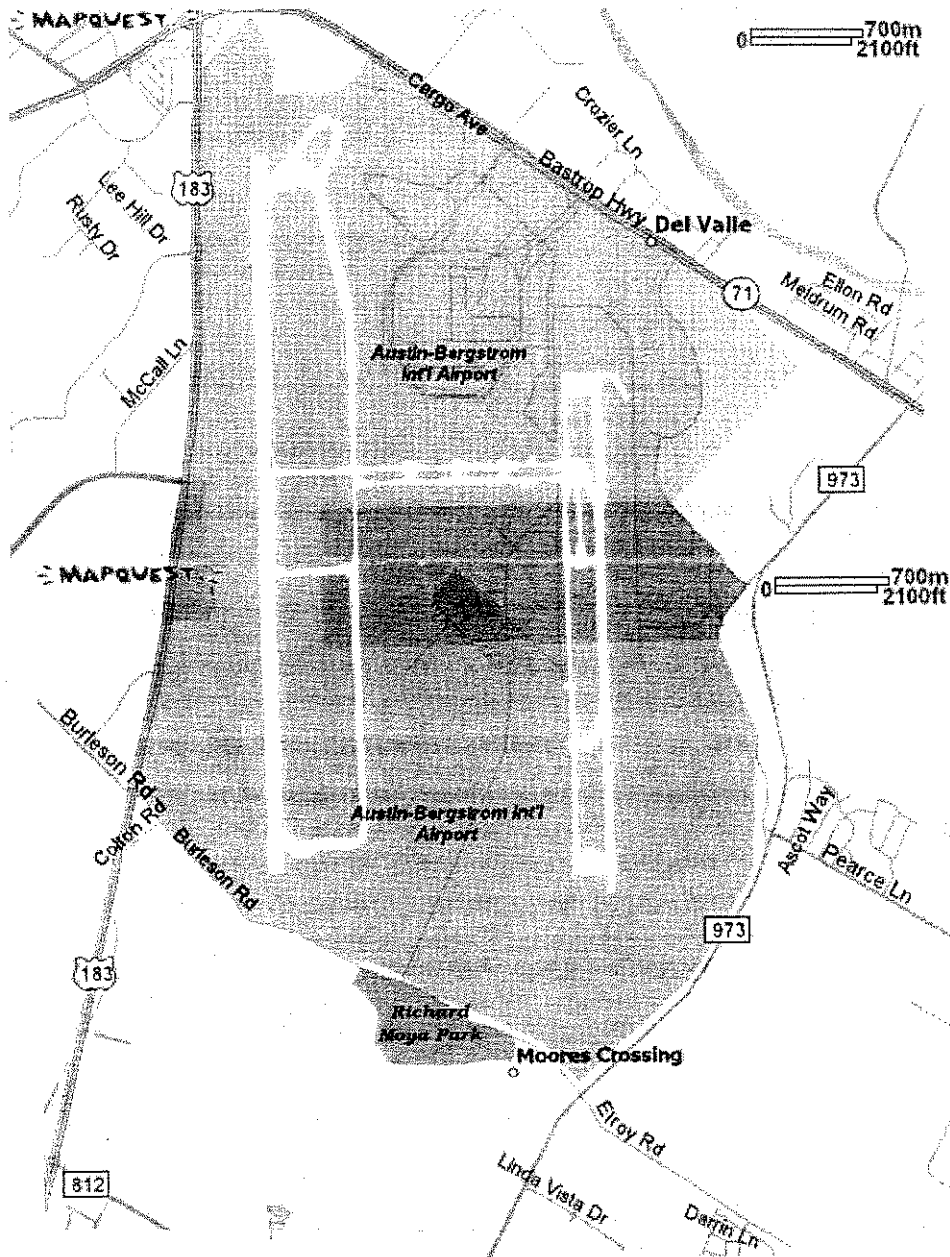 MAPQUEST
0 700m
2100ft
Cargo Ave
Crozier Ln
Bastrop Hwy
183
Lee Hill Dr
Rusty Dr
Del Valle
71
Ellon Rd
Meldrum Rd
McCall Ln
Austin-Bergstrom
Int'l Airport
973
MAPQUEST
0 700m
2100ft
Burleson Rd
Colton Rd
Burleson Rd
Austin-Bergstrom Int'l
Airport
Ascot Way
Pearce Ln
973
183
Richard
Moya Park
Moores Crossing
Elroy Rd
812
Linda Vista Dr
Darrin Ln